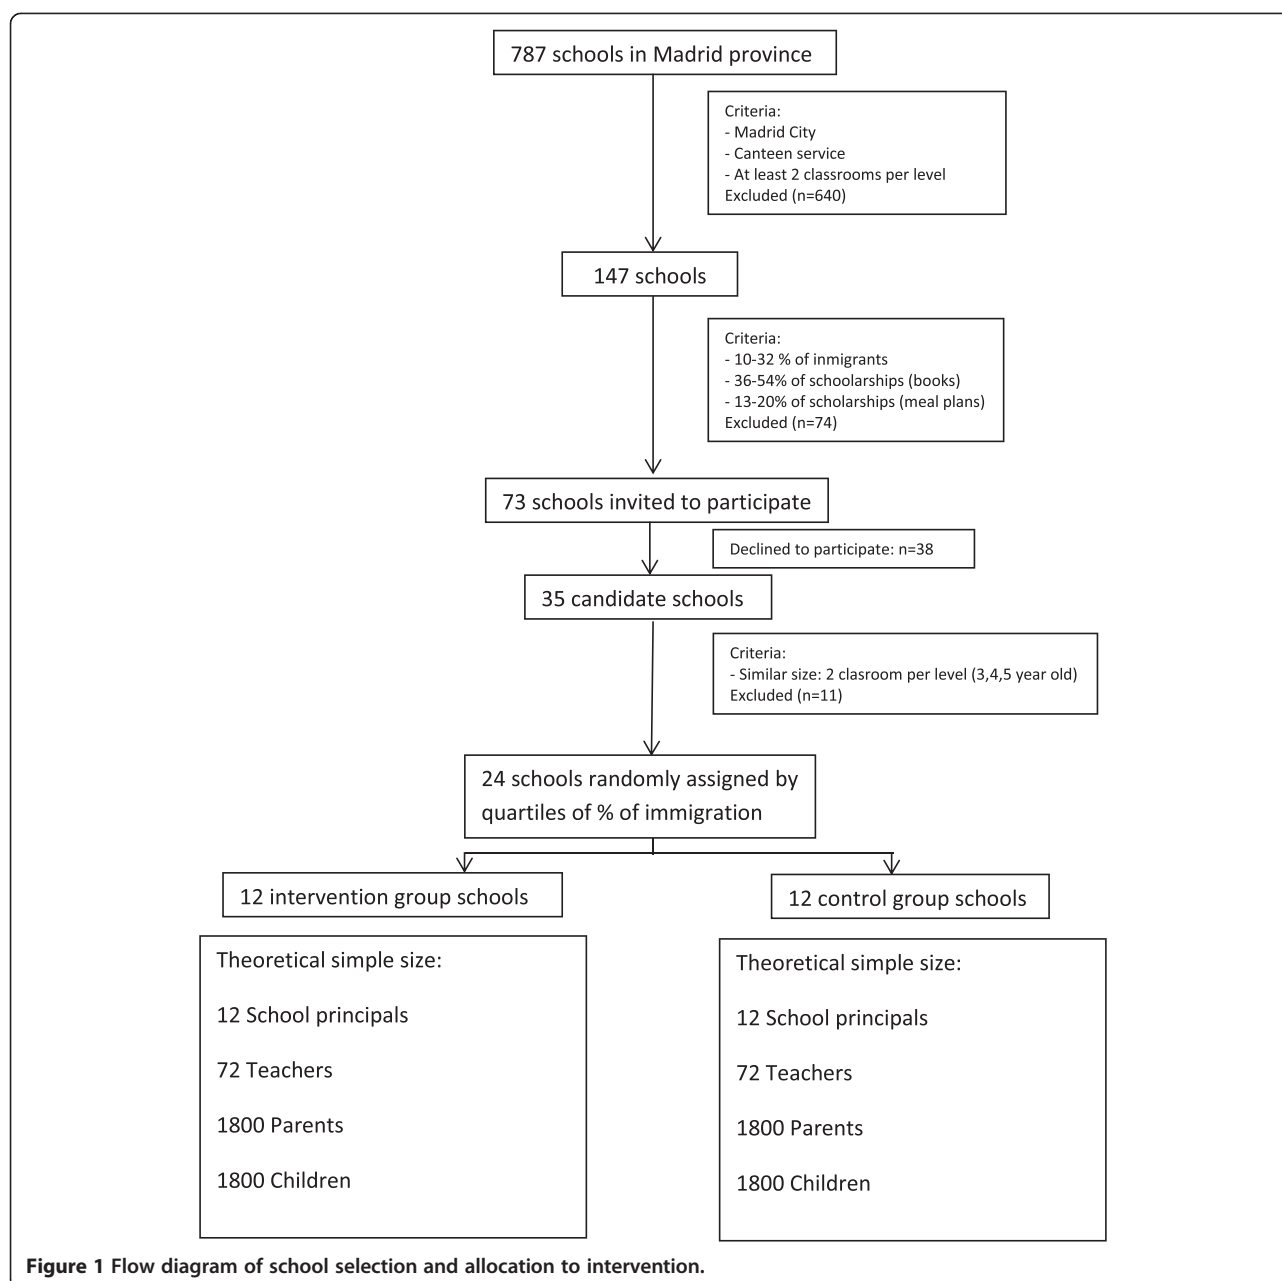 787 schools in Madrid province
Criteria:
- Madrid City
- Canteen service
- At least 2 classrooms per level
Excluded (n=640)
147 schools
Criteria:
- 10-32 % of inmigrants
- 36-54% of schoolarships (books)
- 13-20% of scholarships (meal plans)
Excluded (n=74)
73 schools invited to participate
Declined to participate: n=38
35 candidate schools
Criteria:
- Similar size: 2 clasroom per level (3,4,5 year old)
Excluded (n=11)
24 schools randomly assigned by
quartiles of % of immigration
12 intervention group schools
12 control group schools
Theoretical simple size:
12 School principals
72 Teachers
1800 Parents
1800 Children
Theoretical simple size:
12 School principals
72 Teachers
1800 Parents
1800 Children
Figure 1 Flow diagram of school selection and allocation to intervention.